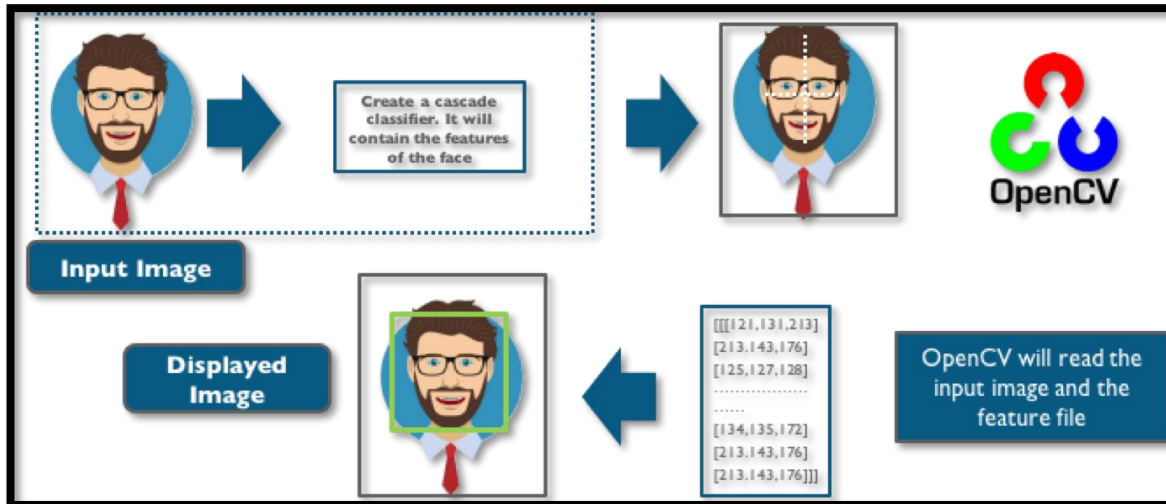 Create a cascade
classifier. It will
contain the features
of the face
OpenCV
Input Image
Displayed
Image
[[[121,131,213]
[213.143,176]
[125,127,128]
...................
......
[134,135,172]
[213.143,176]
[213.143,176]]]
OpenCV will read the
input image and the
feature file